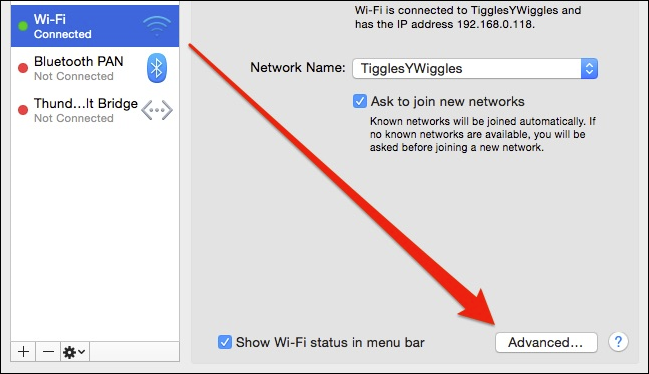 Wi-Fi
Connected
Bluetooth PAN
Not Connected
Thund...lt Bridge
Not Connected
Wi-Fi is connected to TigglesYWiggles and
has the IP address 192.168.0.118.
Network Name: TigglesYWiggles
Ask to join new networks
Known networks will be joined automatically. If
no known networks are available, you will be
asked before joining a new network.
Show Wi-Fi status in menu bar
Advanced...
?